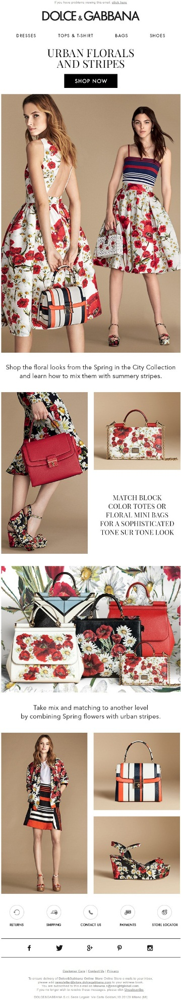 If you have problems viewing this email, click here
DOLCE & GABBANA
DRESSES TOPS & T-SHIRT BAGS SHOES
URBAN FLORALS
AND STRIPES
SHOP NOW
Shop the floral looks from the Spring in the City Collection
and learn how to mix them with summery stripes.
MATCH BLOCK
COLOR TOTES OR
FLORAL MINI BAGS
FOR A SOPHISTICATED
TONE SUR TONE LOOK
Take mix and matching to another level
by combining Spring flowers with urban stripes.
RETURNS SHIPPING CONTACT US PAYMENTS STORE LOCATOR
Customer Care | Contact Us | Privacy
To ensure delivery of Dolce&Gabbana Online Store Online Store e-mails to your inbox,
please add newsletter@store.dolcegabbana.com to your address book.
You are subscribed to this e-mail as bhawna.s@ensightglobal.com.
If you no longer wish to receive these messages, please click Unsubscribe.
DOLCE&GABBANA S.r.l. Sede Legale: Via Carlo Goldoni,10 20129 Milano (MI)